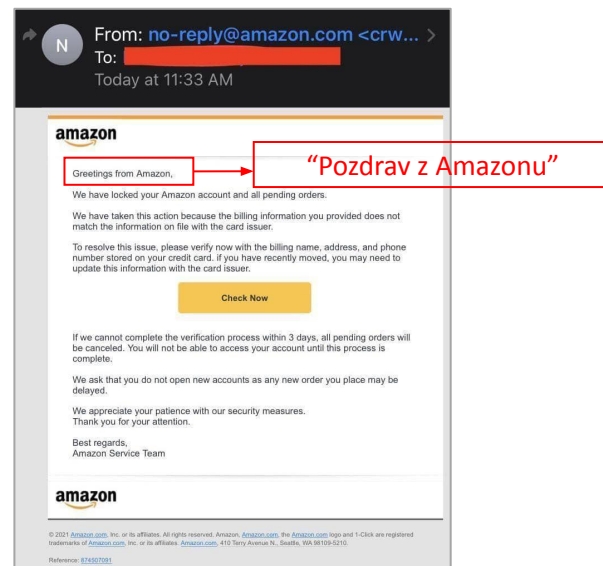 N
From: no-reply@amazon.com <crw... >
To:
Today at 11:33 AM
amazon
Greetings from Amazon,
“Pozdrav z Amazonu”
We have locked your Amazon account and all pending orders.
We have taken this action because the billing information you provided does not
match the information on file with the card issuer.
To resolve this issue, please verify now with the billing name, address, and phone
number stored on your credit card. if you have recently moved, you may need to
update this information with the card issuer.
Check Now
If we cannot complete the verification process within 3 days, all pending orders will
be canceled. You will not be able to access your account until this process is
complete.
We ask that you do not open new accounts as any new order you place may be
delayed.
We appreciate your patience with our security measures.
Thank you for your attention.
Best regards,
Amazon Service Team
amazon
© 2021 Amazon.com, Inc. or its affiliates. All rights reserved. Amazon, Amazon.com, the Amazon.com logo and 1-Click are registered
trademarks of Amazon.com, Inc. or its affiliates. Amazon.com, 410 Terry Avenue N., Seattle, WA 98109-5210.
Reference: 874507091